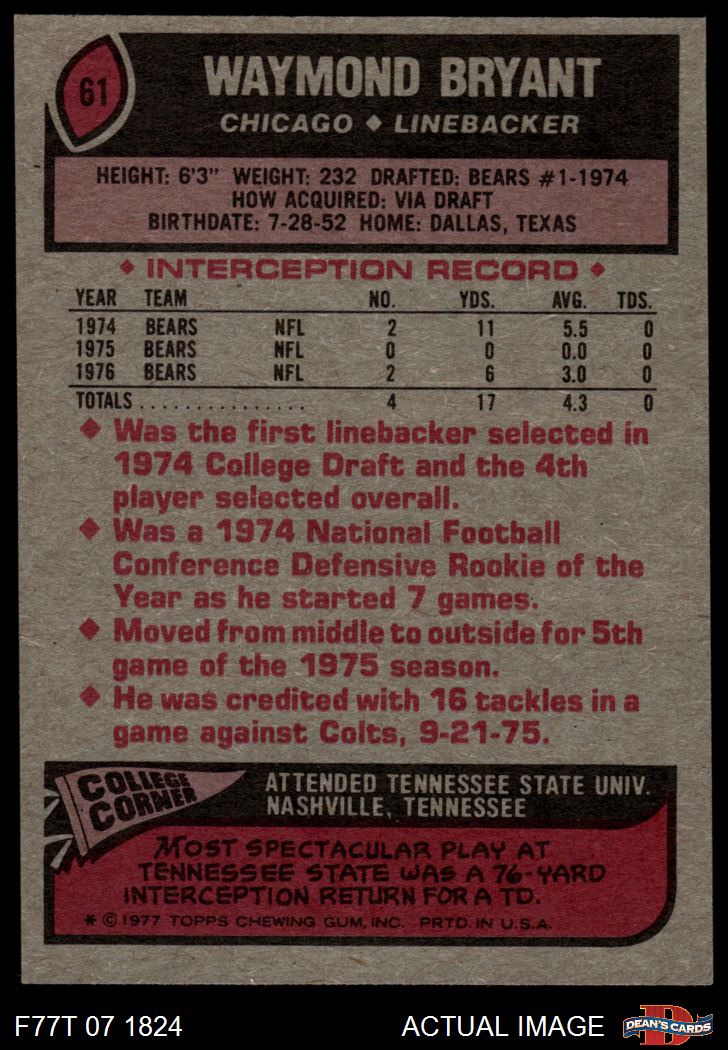 61
WAYMOND BRYANT
CHICAGO ♦ LINEBACKER
HEIGHT: 6'3" WEIGHT: 232 DRAFTED: BEARS #1-1974
HOW ACQUIRED: VIA DRAFT
BIRTHDATE: 7-28-52 HOME: DALLAS, TEXAS
♦ INTERCEPTION RECORD ♦
YEAR TEAM NO. YDS. AVG. TDS.
1974 BEARS NFL 2 11 5.5 0
1975 BEARS NFL 0 0 0.0 0
1976 BEARS NFL 2 6 3.0 0
TOTALS................ 4 17 4.3 0
♦ Was the first linebacker selected in
1974 College Draft and the 4th
player selected overall.
♦ Was a 1974 National Football
Conference Defensive Rookie of the
Year as he started 7 games.
♦ Moved from middle to outside for 5th
game of the 1975 season.
♦ He was credited with 16 tackles in a
game against Colts, 9-21-75.
COLLEGE
CORNER
ATTENDED TENNESSEE STATE UNIV.
NASHVILLE, TENNESSEE
MOST SPECTACULAR PLAY AT
TENNESSEE STATE WAS A 76-YARD
INTERCEPTION RETURN FOR A TD.
* © 1977 TOPPS CHEWING GUM, INC. PRTD. IN U.S.A.
F77T 07 1824
ACTUAL IMAGE
D
DEAN'S CARDS